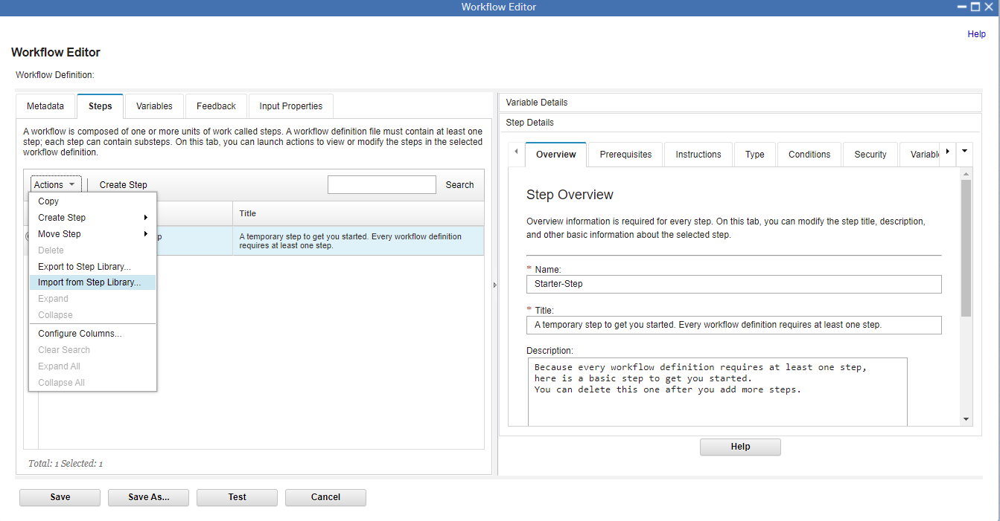 Workflow Editor
Help
Workflow Editor
Workflow Definition:
Metadata
Steps
Variables
Feedback
Input Properties
A workflow is composed of one or more units of work called steps. A workflow definition file must contain at least one
step; each step can contain substeps. On this tab, you can launch actions to view or modify the steps in the selected
workflow definition.
Actions
Create Step
Search
Copy
Create Step
Move Step
Delete
Export to Step Library...
Import from Step Library...
Expand
Collapse
Configure Columns...
Clear Search
Expand All
Collapse All
Title
p
A temporary step to get you started. Every workflow definition
requires at least one step.
Total: 1 Selected: 1
Variable Details
Step Details
Overview
Prerequisites
Instructions
Type
Conditions
Security
Variabl
Step Overview
Overview information is required for every step. On this tab, you can modify the step title, description,
and other basic information about the selected step.
* Name:
Starter-Step
* Title:
A temporary step to get you started. Every workflow definition requires at least one step.
Description:
Because every workflow definition requires at least one step,
here is a basic step to get you started.
You can delete this one after you add more steps.
Help
Save
Save As...
Test
Cancel